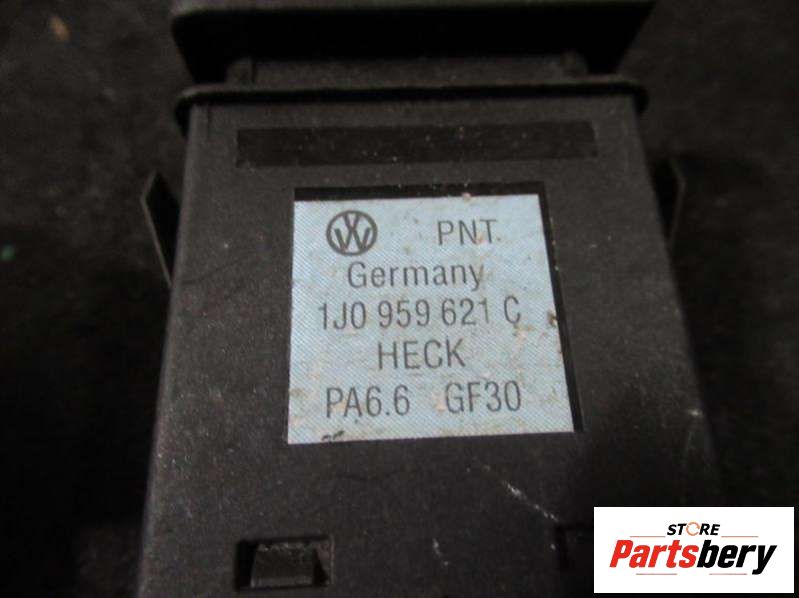 PNT
Germany
1J0 959 621 C
HECK
PA6.6 GF30
STORE
Partsbery